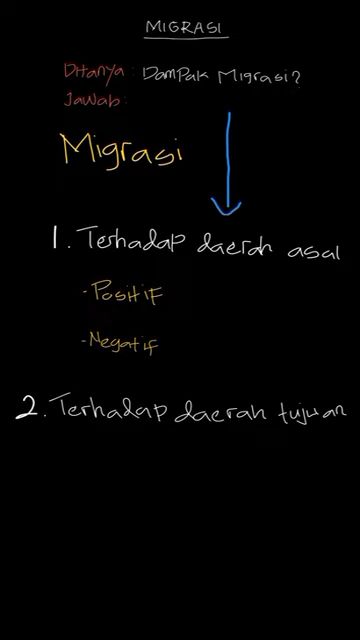 MIGRASI
Ditanya : Dampak Migrasi?
Jawab :
Migrasi
1. Terhadap daerah asal
- Positif
- Negatif
2. Terhadap daerah tujuan